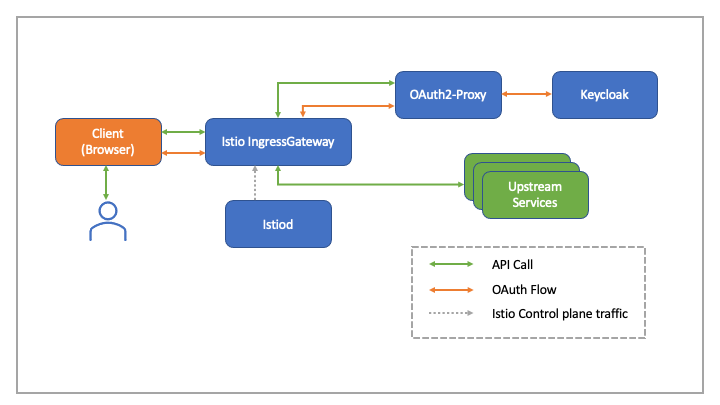 OAuth2-Proxy
Keycloak
Client
(Browser)
Istio IngressGateway
Upstream
Services
Istiod
API Call
OAuth Flow
Istio Control plane traffic